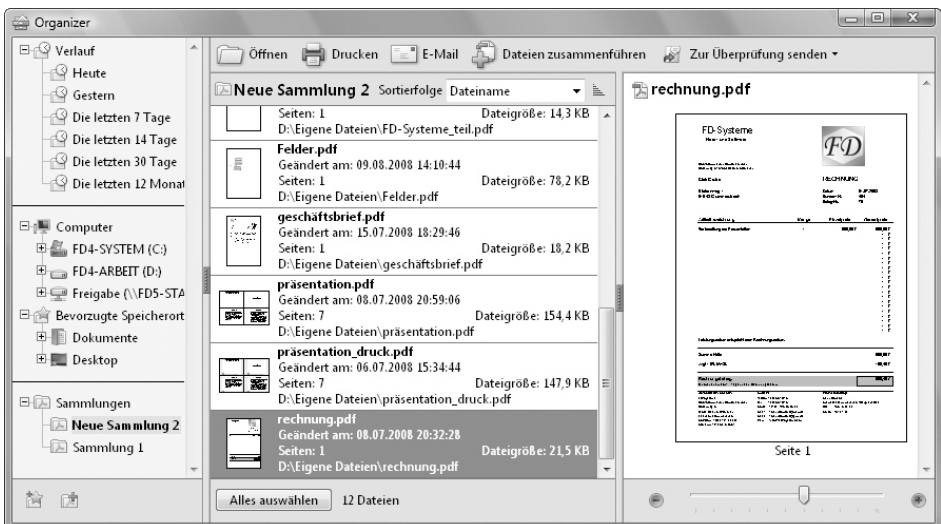 Organizer
Verlauf
Heute
Gestern
Die letzten 7 Tage
Die letzten 14 Tage
Die letzten 30 Tage
Die letzten 12 Monat
Computer
FD4-SYSTEM (C:)
FD4-ARBEIT (D:)
Freigabe (\\FD5-STA
Bevorzugte Speicherort
Dokumente
Desktop
Sammlungen
Neue Sammlung 2
Sammlung 1
Öffnen Drucken E-Mail Dateien zusammenführen Zur Überprüfung senden
Neue Sammlung 2 Sortierfolge Dateiname
Seiten: 1 Dateigröße: 14,3 KB
D:\Eigene Dateien\FD-Systeme_teil.pdf
Felder.pdf
Geändert am: 09.08.2008 14:10:44
Seiten: 1 Dateigröße: 78,2 KB
D:\Eigene Dateien\Felder.pdf
geschäftsbrief.pdf
Geändert am: 15.07.2008 18:29:46
Seiten: 1 Dateigröße: 18,2 KB
D:\Eigene Dateien\geschäftsbrief.pdf
präsentation.pdf
Geändert am: 08.07.2008 20:59:06
Seiten: 7 Dateigröße: 154,4 KB
D:\Eigene Dateien\präsentation.pdf
präsentation_druck.pdf
Geändert am: 06.07.2008 15:34:44
Seiten: 7 Dateigröße: 147,9 KB
D:\Eigene Dateien\präsentation_druck.pdf
rechnung.pdf
Geändert am: 08.07.2008 20:32:28
Seiten: 1 Dateigröße: 21,5 KB
D:\Eigene Dateien\rechnung.pdf
Alles auswählen 12 Dateien
rechnung.pdf
FD-Systeme
FD
RECHNUNG
Seite 1